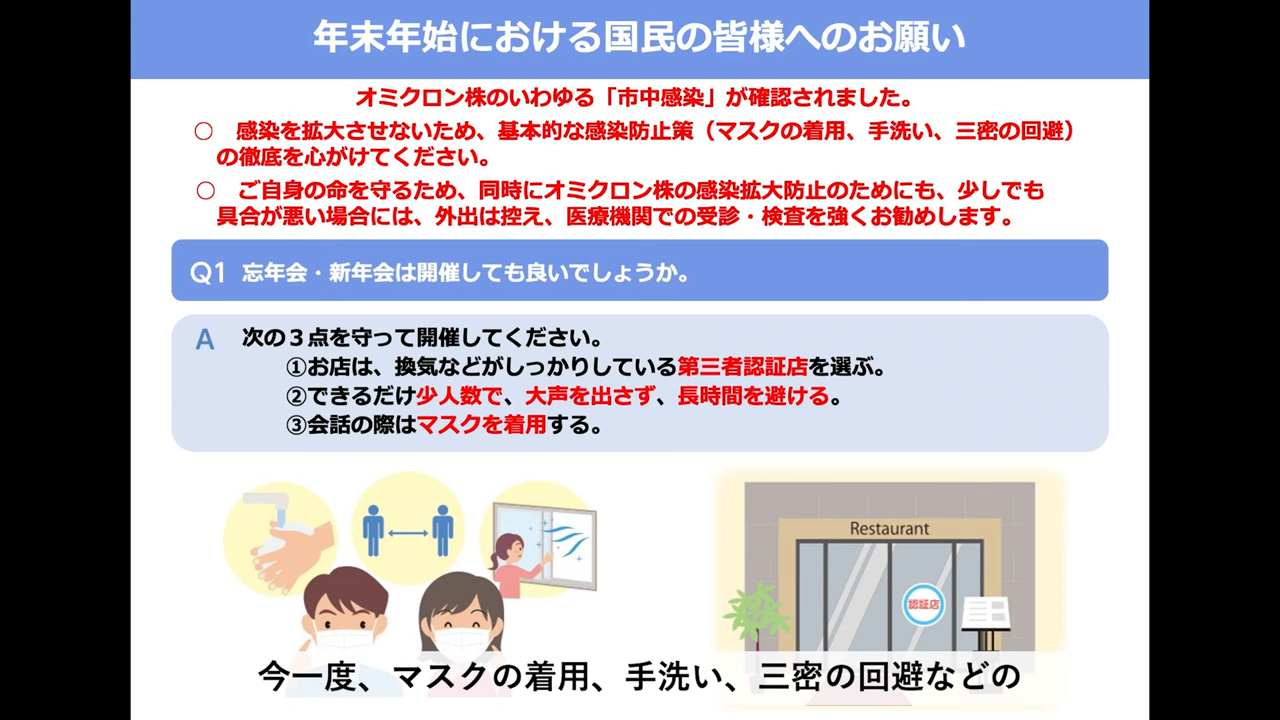 年末年始における国民の皆様へのお願い
オミクロン株のいわゆる「市中感染」が確認されました。
○　感染を拡大させないため、基本的な感染防止策（マスクの着用、手洗い、三密の回避）
の徹底を心がけてください。
○　ご自身の命を守るため、同時にオミクロン株の感染拡大防止のためにも、少しでも
具合が悪い場合には、外出は控え、医療機関での受診・検査を強くお勧めします。
Q1 忘年会・新年会は開催しても良いでしょうか。
A 次の３点を守って開催してください。
①お店は、換気などがしっかりしている第三者認証店を選ぶ。
②できるだけ少人数で、大声を出さず、長時間を避ける。
③会話の際はマスクを着用する。
Restaurant
認証店
今一度、マスクの着用、手洗い、三密の回避などの